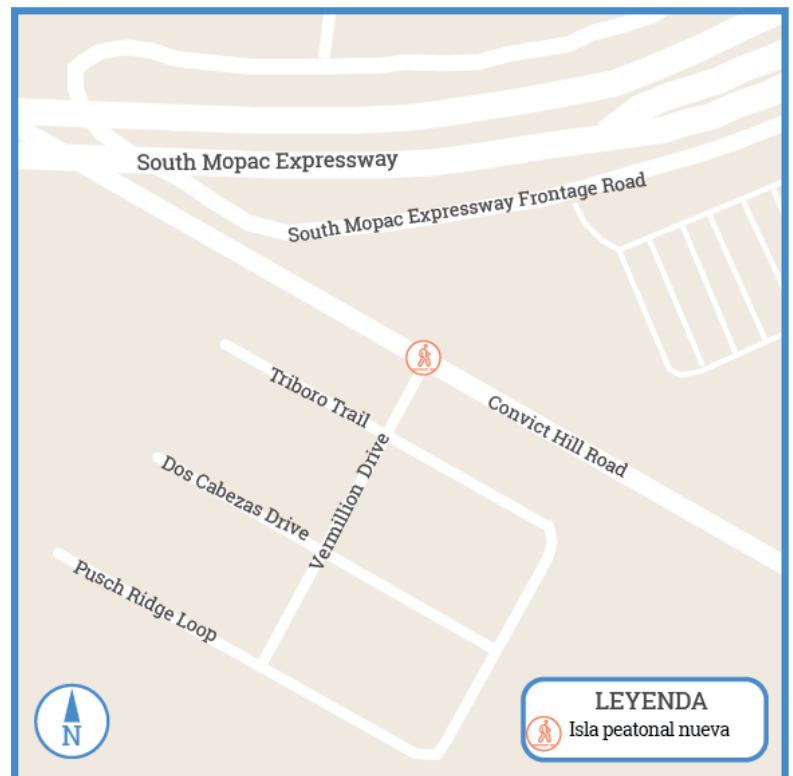 South Mopac Expressway
South Mopac Expressway Frontage Road
Triboro Trail
Convict Hill Road
Vermillion Drive
Dos Cabezas Drive
Pusch Ridge Loop
N
LEYENDA
Isla peatonal nueva